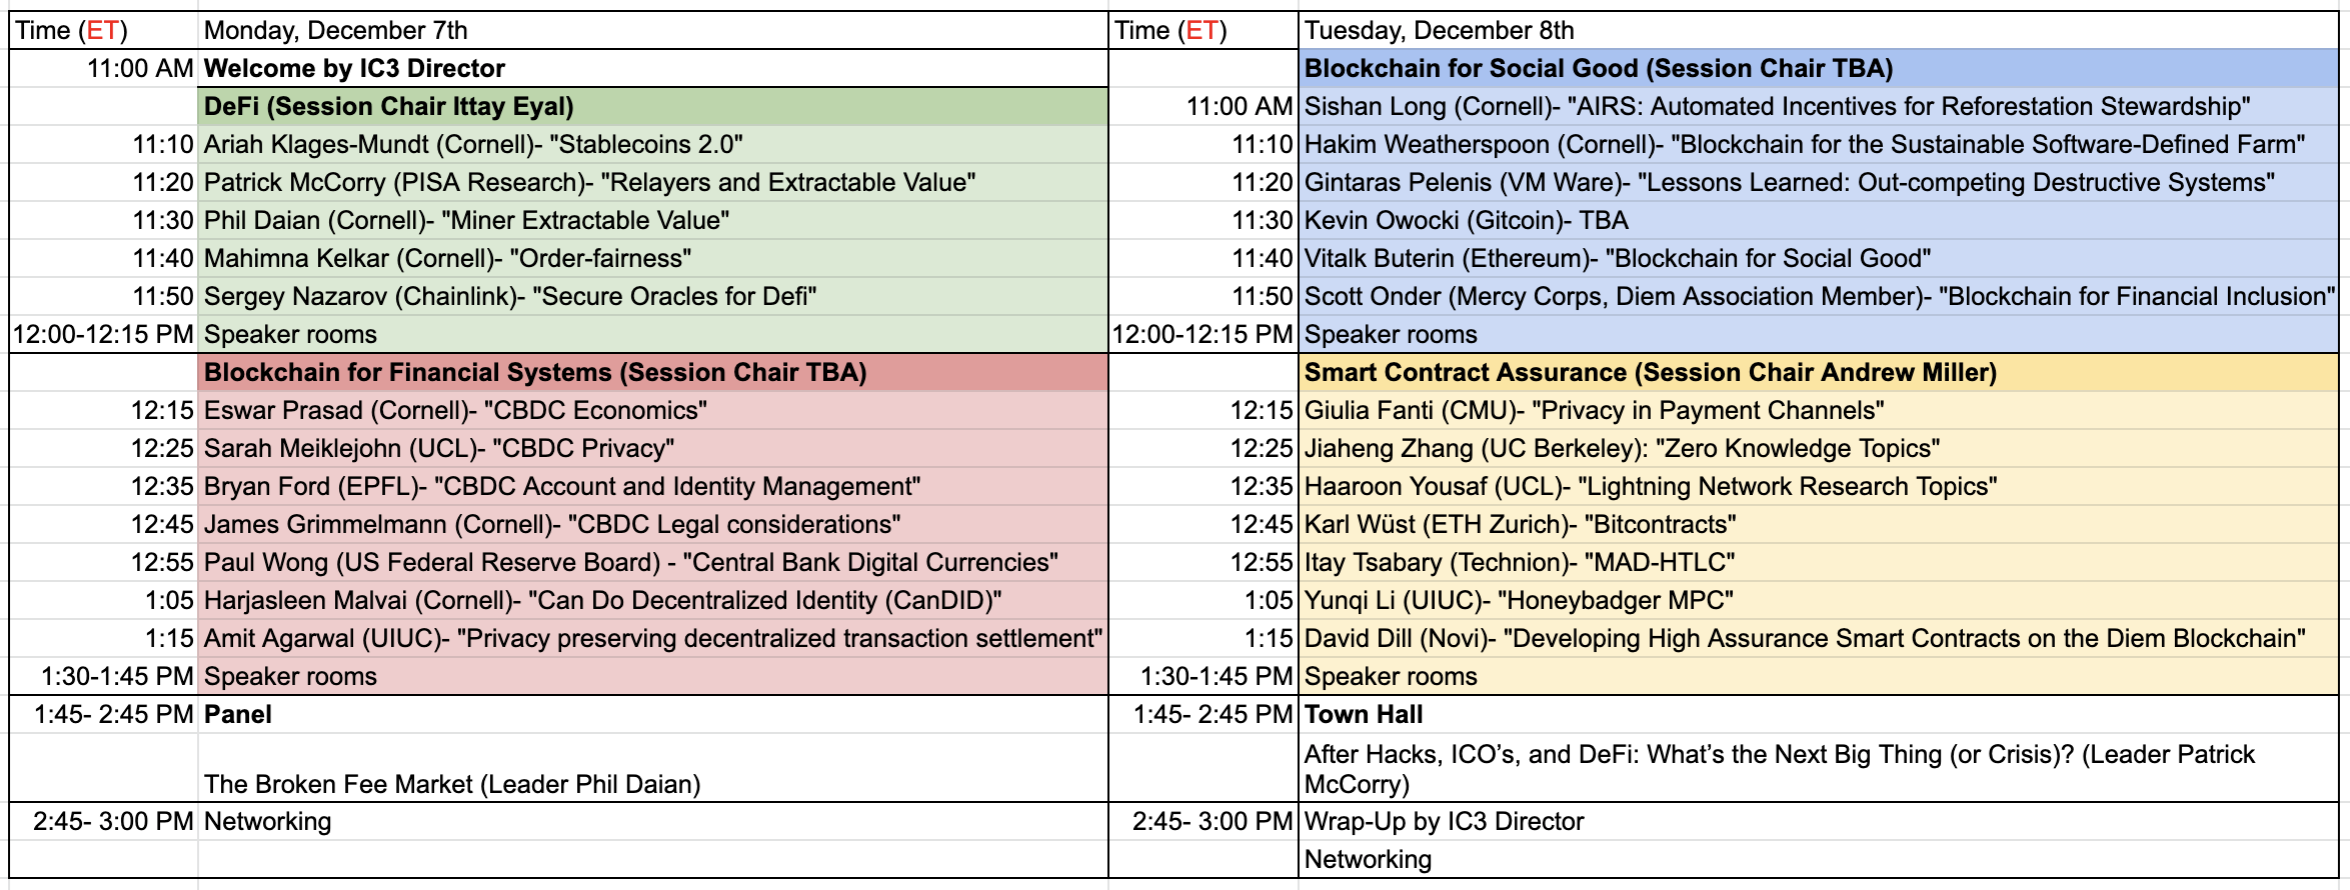 Time (ET) Monday, December 7th Time (ET) Tuesday, December 8th
11:00 AM Welcome by IC3 Director Blockchain for Social Good (Session Chair TBA)
DeFi (Session Chair Ittay Eyal) 11:00 AM Sishan Long (Cornell)- "AIRS: Automated Incentives for Reforestation Stewardship"
11:10 Ariah Klages-Mundt (Cornell)- "Stablecoins 2.0" 11:10 Hakim Weatherspoon (Cornell)- "Blockchain for the Sustainable Software-Defined Farm"
11:20 Patrick McCorry (PISA Research)- "Relayers and Extractable Value" 11:20 Gintaras Pelenis (VM Ware)- "Lessons Learned: Out-competing Destructive Systems"
11:30 Phil Daian (Cornell)- "Miner Extractable Value" 11:30 Kevin Owocki (Gitcoin)- TBA
11:40 Mahimna Kelkar (Cornell)- "Order-fairness" 11:40 Vitalk Buterin (Ethereum)- "Blockchain for Social Good"
11:50 Sergey Nazarov (Chainlink)- "Secure Oracles for Defi" 11:50 Scott Onder (Mercy Corps, Diem Association Member)- "Blockchain for Financial Inclusion"
12:00-12:15 PM Speaker rooms 12:00-12:15 PM Speaker rooms
Blockchain for Financial Systems (Session Chair TBA) Smart Contract Assurance (Session Chair Andrew Miller)
12:15 Eswar Prasad (Cornell)- "CBDC Economics" 12:15 Giulia Fanti (CMU)- "Privacy in Payment Channels"
12:25 Sarah Meiklejohn (UCL)- "CBDC Privacy" 12:25 Jiaheng Zhang (UC Berkeley): "Zero Knowledge Topics"
12:35 Bryan Ford (EPFL)- "CBDC Account and Identity Management" 12:35 Haaroon Yousaf (UCL)- "Lightning Network Research Topics"
12:45 James Grimmelmann (Cornell)- "CBDC Legal considerations" 12:45 Karl Wüst (ETH Zurich)- "Bitcontracts"
12:55 Paul Wong (US Federal Reserve Board) - "Central Bank Digital Currencies" 12:55 Itay Tsabary (Technion)- "MAD-HTLC"
1:05 Harjasleen Malvai (Cornell)- "Can Do Decentralized Identity (CanDID)" 1:05 Yunqi Li (UIUC)- "Honeybadger MPC"
1:15 Amit Agarwal (UIUC)- "Privacy preserving decentralized transaction settlement" 1:15 David Dill (Novi)- "Developing High Assurance Smart Contracts on the Diem Blockchain"
1:30-1:45 PM Speaker rooms 1:30-1:45 PM Speaker rooms
1:45- 2:45 PM Panel 1:45- 2:45 PM Town Hall
The Broken Fee Market (Leader Phil Daian) After Hacks, ICO's, and DeFi: What's the Next Big Thing (or Crisis)? (Leader Patrick
McCorry)
2:45- 3:00 PM Networking 2:45- 3:00 PM Wrap-Up by IC3 Director
Networking